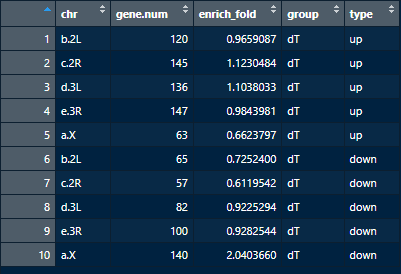 chr gene.num enrich_fold group type
1 b.2L 120 0.9659087 dT up
2 c.2R 145 1.1230484 dT up
3 d.3L 136 1.1038033 dT up
4 e.3R 147 0.9843981 dT up
5 a.X 63 0.6623797 dT up
6 b.2L 65 0.7252400 dT down
7 c.2R 57 0.6119542 dT down
8 d.3L 82 0.9225294 dT down
9 e.3R 100 0.9282544 dT down
10 a.X 140 2.0403660 dT down